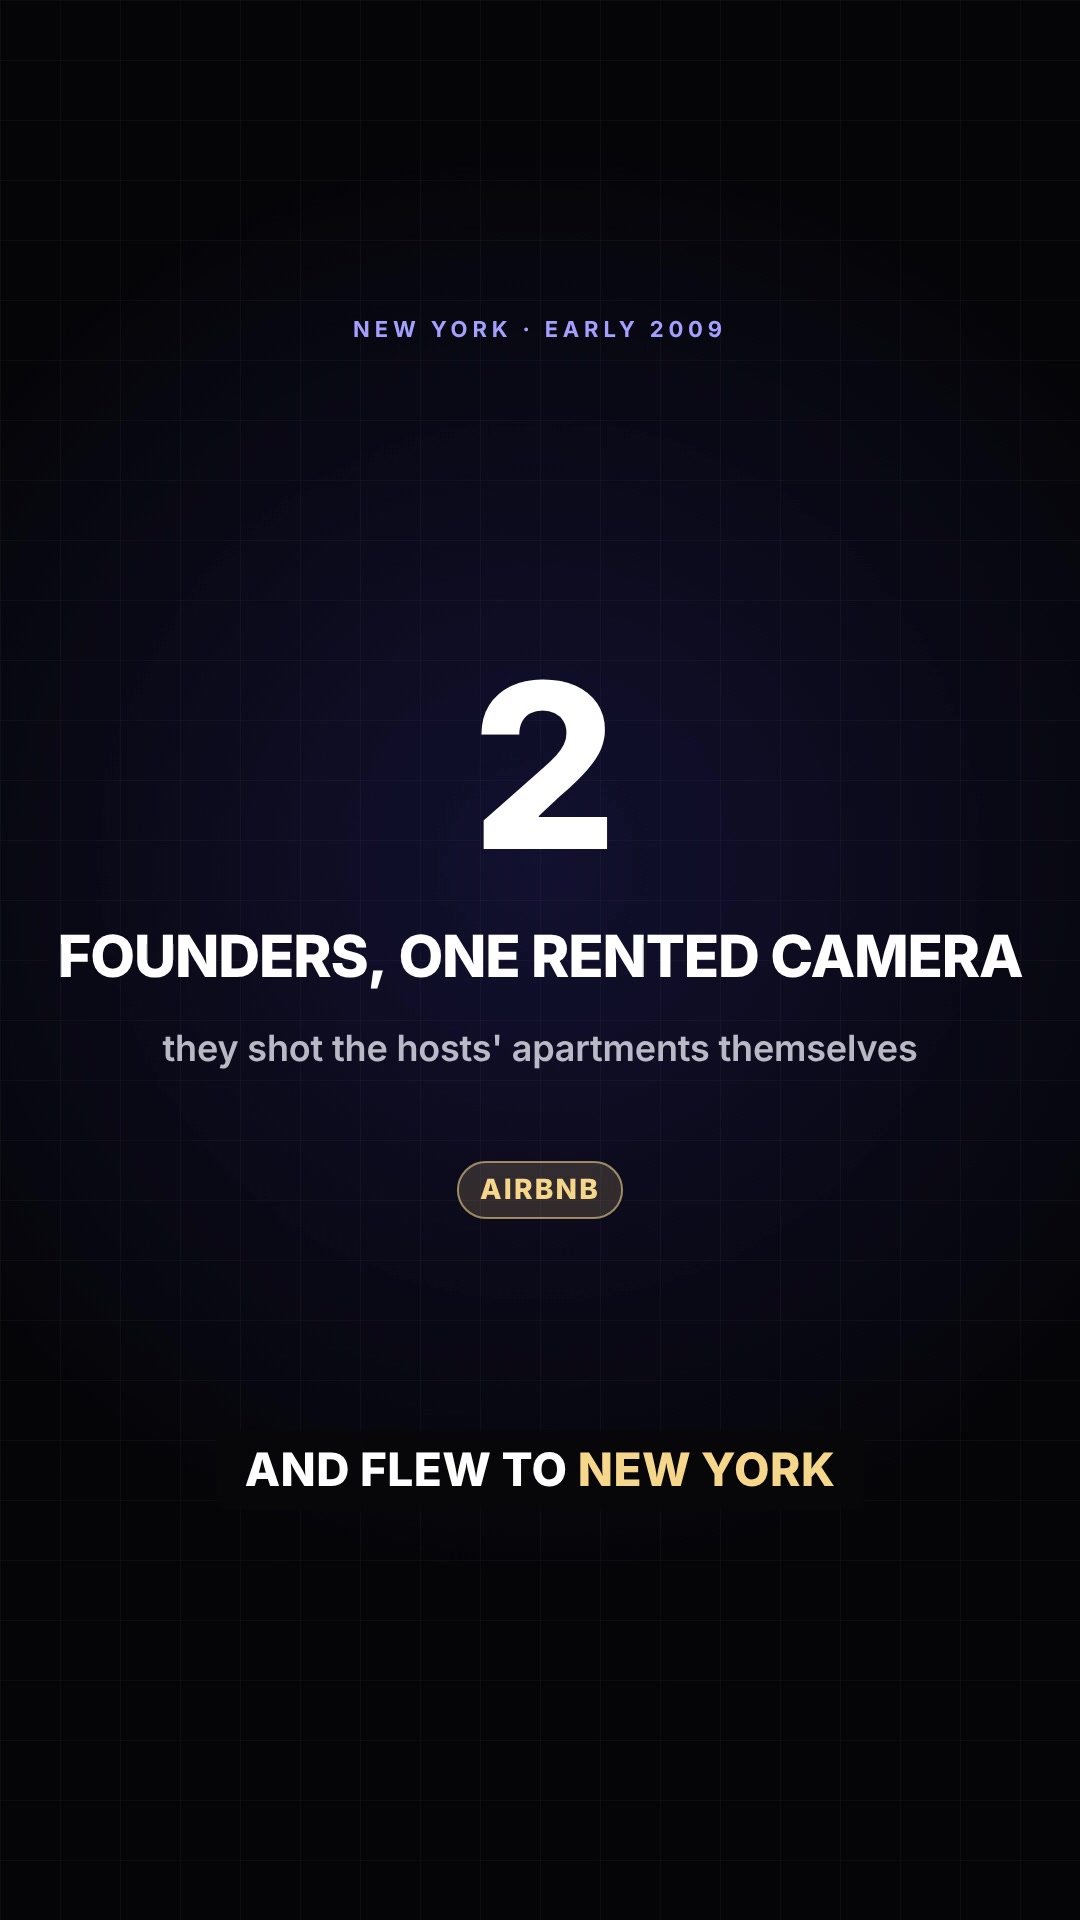 NEW YORK · EARLY 2009
2
FOUNDERS, ONE RENTED CAMERA
they shot the hosts' apartments themselves
AIRBNB
AND FLEW TO NEW YORK